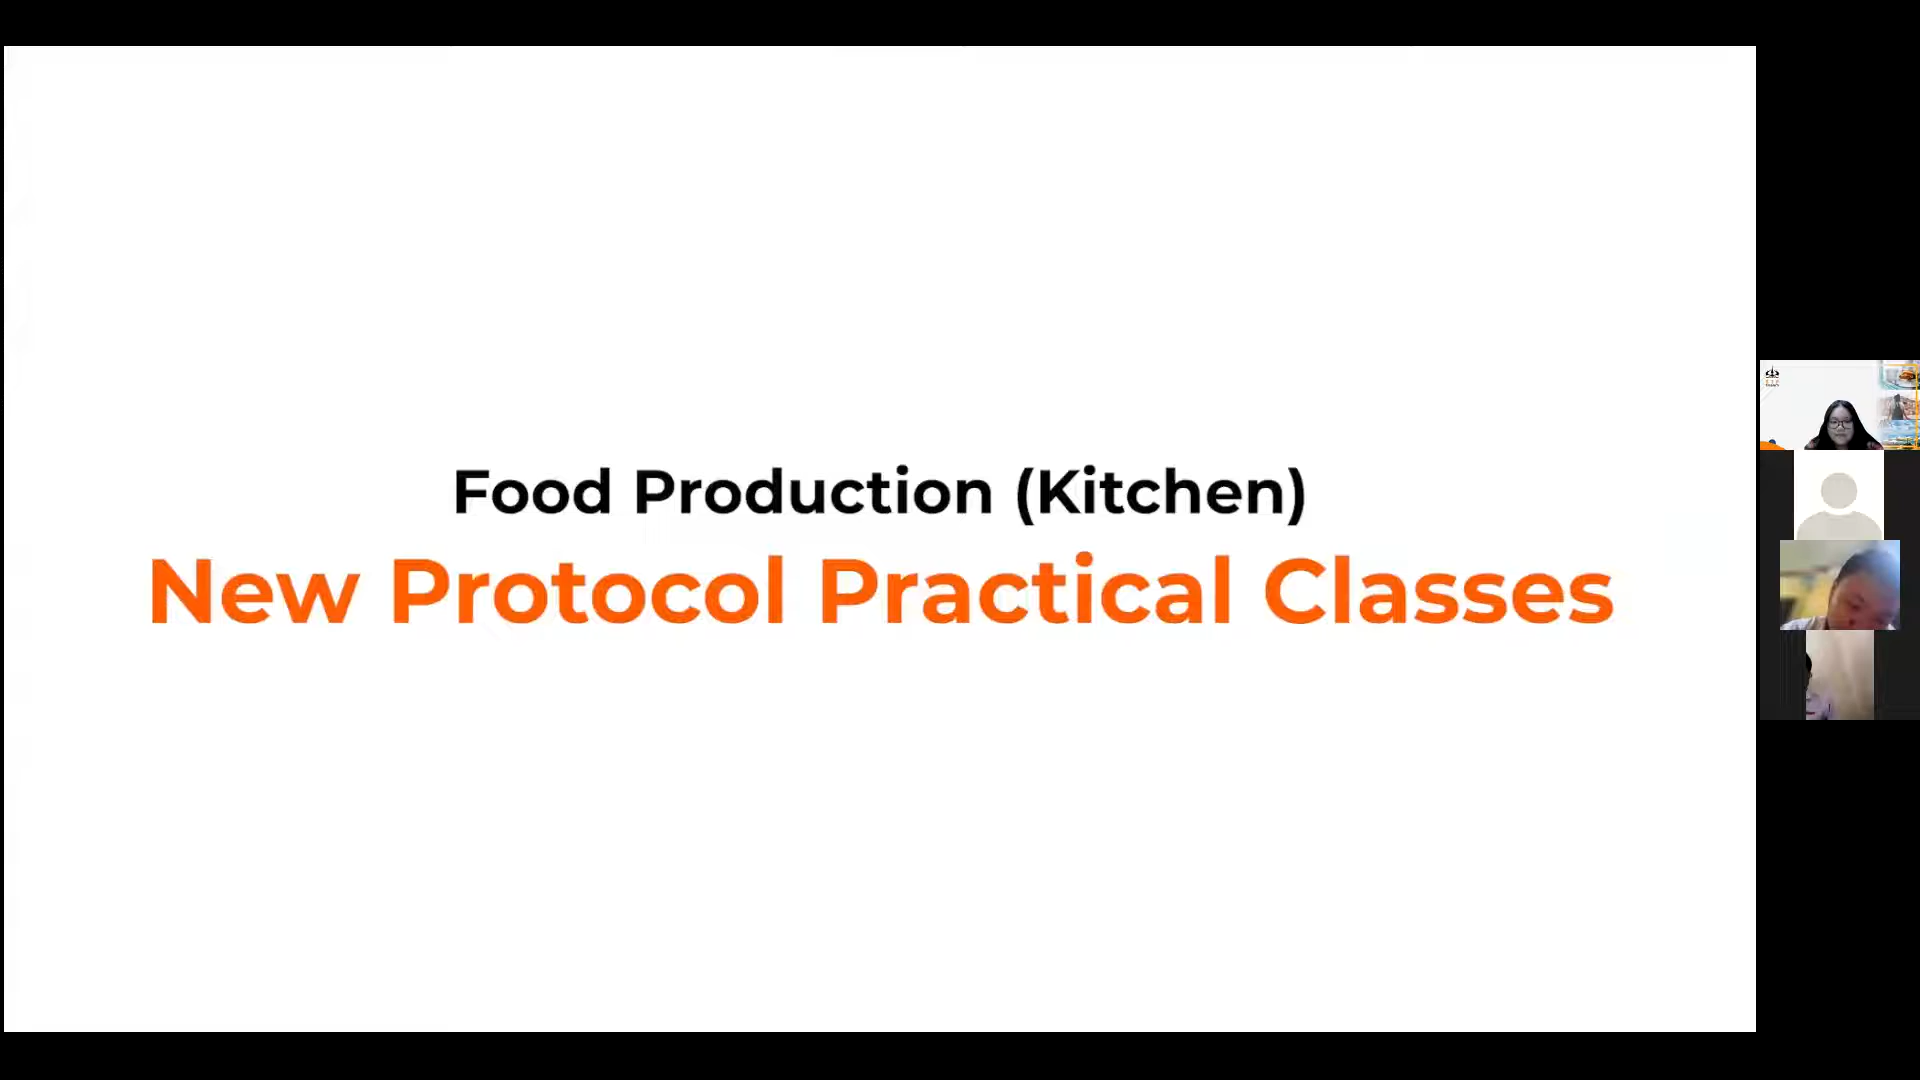 Food Production (Kitchen)
New Protocol Practical Classes